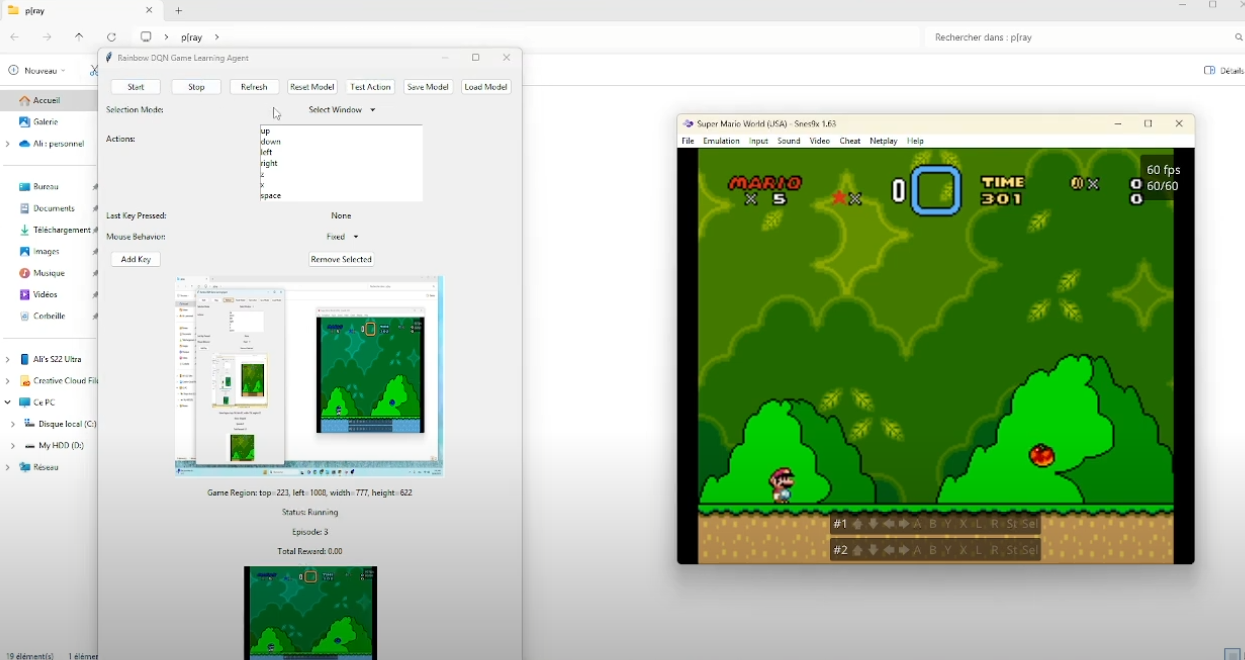 p[ray
p[ray
Rechercher dans : p[ray
Nouveau
Détails
Accueil
Galerie
Ali : personnel
Bureau
Documents
Téléchargement
Images
Musique
Vidéos
Corbeille
Ali's S22 Ultra
Creative Cloud File
Ce PC
Disque local (C:)
My HDD (D:)
Réseau
19 élément(s)
1 élémen
Rainbow DQN Game Learning Agent
Start Stop Refresh Reset Model Test Action Save Model Load Model
Selection Mode: Select Window
Actions:
up
down
left
right
z
x
space
Last Key Pressed: None
Mouse Behavior: Fixed
Add Key Remove Selected
Game Region: top=223, left=1008, width=777, height=622
Status: Running
Episode: 3
Total Reward: 0.00
Super Mario World (USA) - Snes9x 1.63
File Emulation Input Sound Video Cheat Netplay Help
60 fps
60/60
MARIO TIME
x 5 x 0 301 x 0
0
#1 A B Y X L R St Sel
#2 A B Y X L R St Sel